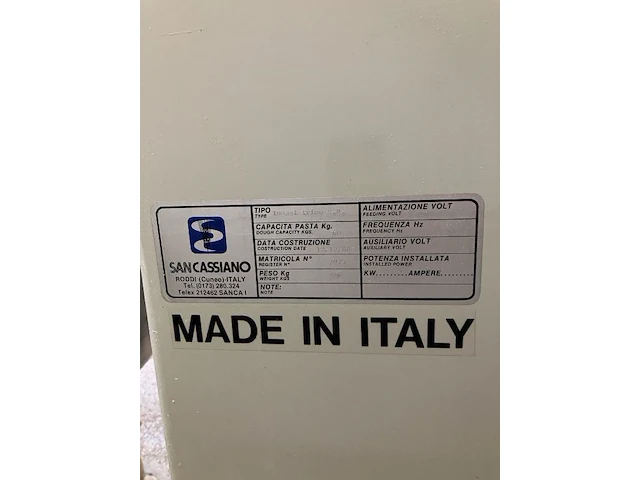 SANCASSIANO
RODDI (Cuneo)-ITALY
Tel. (0173) 280.324
Telex 212462 SANCA I
TIPO
TYPE
CAPACITA PASTA Kg.
DOUGH CAPACITY KGS.
DATA COSTRUZIONE
COSTRUCTION DATE
MATRICOLA N°
REGISTER N°
PESO Kg
WEIGHT KGS
NOTE:
NOTE
ALIMENTAZIONE VOLT
FEEDING VOLT
FREQUENZA Hz
FREQUENCY Hz
AUSILIARIO VOLT
AUXILIARY VOLT
POTENZA INSTALLATA
INSTALLED POWER
KW........AMPERE........
MADE IN ITALY